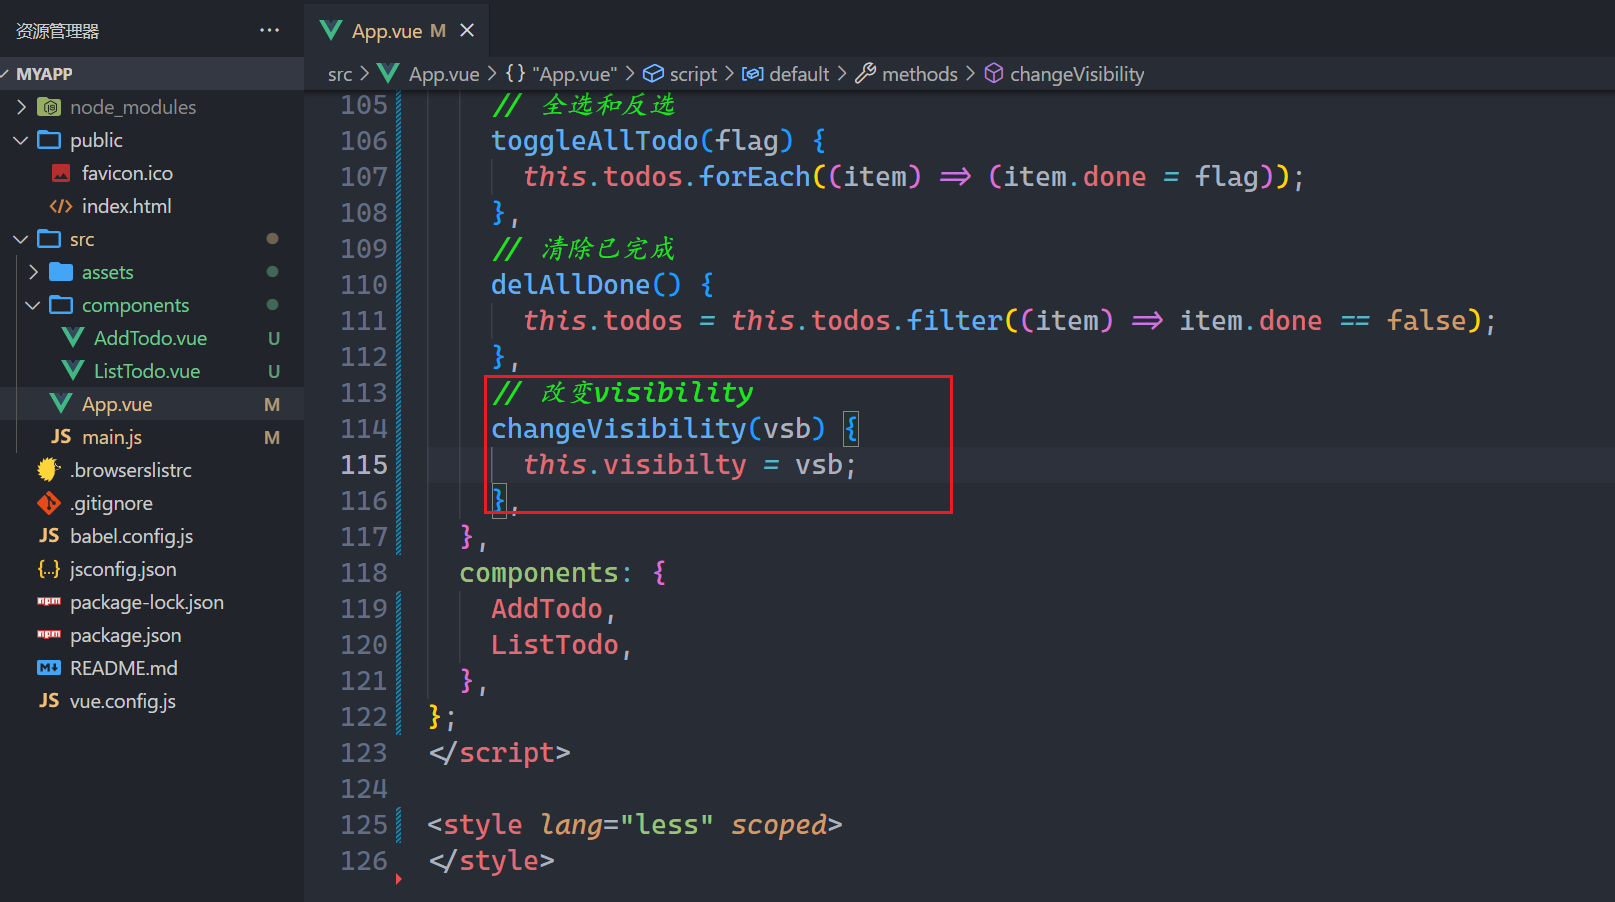 资源管理器 ···
App.vue M
MYAPP
src > App.vue > {} "App.vue" > script > default > methods > changeVisibility
node_modules
public
favicon.ico
index.html
src
assets
components
AddTodo.vue U
ListTodo.vue U
App.vue M
JS main.js M
.browserslistrc
.gitignore
JS babel.config.js
{..} jsconfig.json
npm package-lock.json
npm package.json
README.md
JS vue.config.js
105 // 全选和反选
106 toggleAllTodo(flag) {
107 this.todos.forEach((item) => (item.done = flag));
108 },
109 // 清除已完成
110 delAllDone() {
111 this.todos = this.todos.filter((item) => item.done == false);
112 },
113 // 改变visibility
114 changeVisibility(vsb) {
115 this.visibilty = vsb;
116 },
117 },
118 components: {
119 AddTodo,
120 ListTodo,
121 },
122 };
123 </script>
124
125 <style lang="less" scoped>
126 </style>